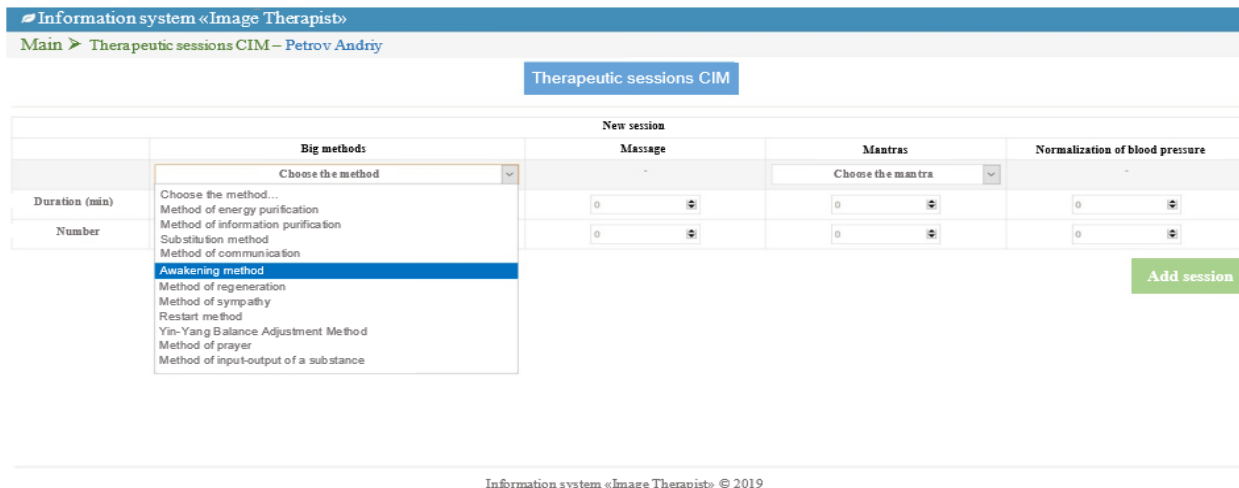 Information system «Image Therapist»
Main ➤ Therapeutic sessions CIM – Petrov Andriy
Therapeutic sessions CIM
New session
Big methods Massage Mantras Normalization of blood pressure
Choose the method - Choose the mantra -
Choose the method...
Method of energy purification
Method of information purification
Substitution method
Method of communication
Awakening method
Method of regeneration
Method of sympathy
Restart method
Yin-Yang Balance Adjustment Method
Method of prayer
Method of input-output of a substance
Duration (min) 0 0 0
Number 0 0 0
Add session
Information system «Image Therapist» © 2019